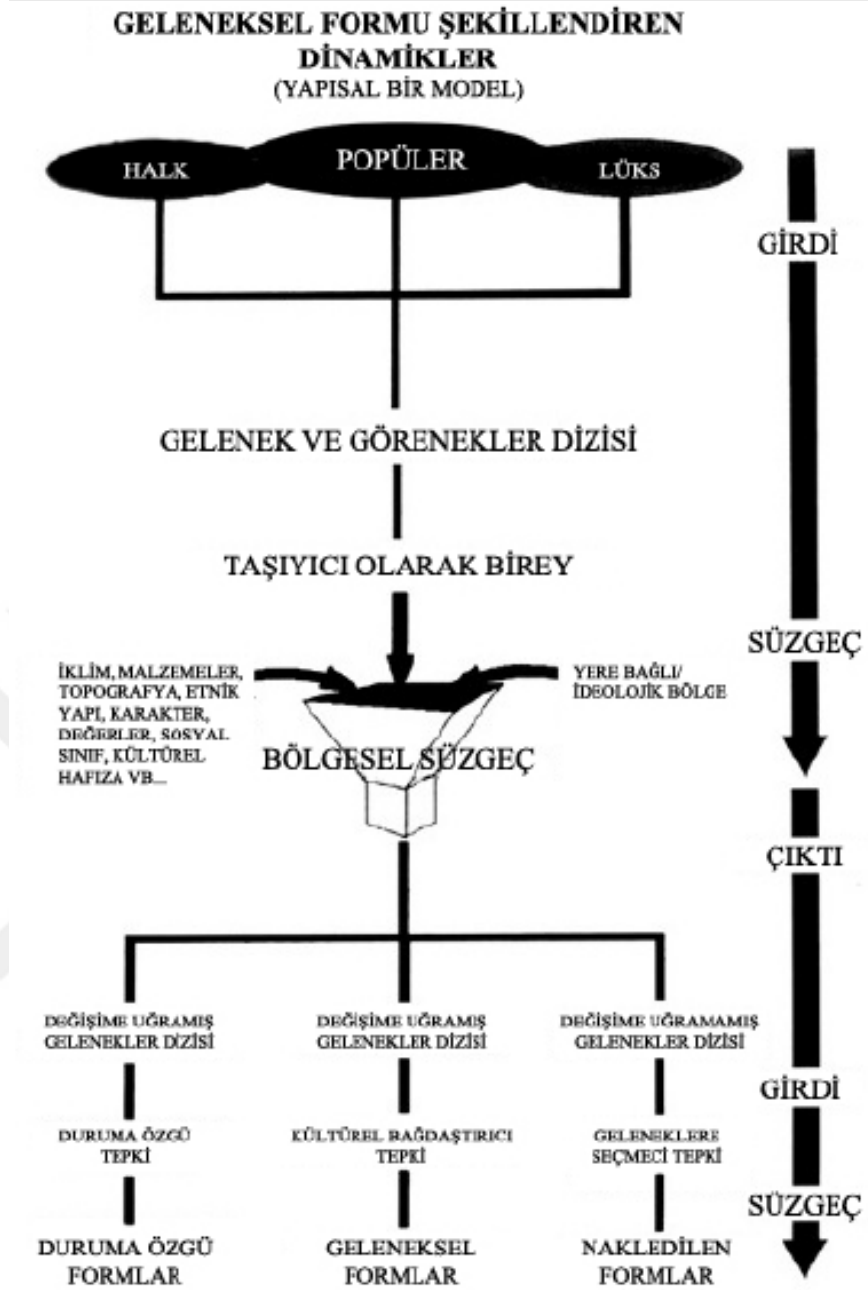 GELENEKSEL FORMU ŞEKİLLENDİREN
DİNAMİKLER
(YAPISAL BİR MODEL)
HALK
POPÜLER
LÜKS
GİRDİ
GELENEK VE GÖRENEKLER DİZİSİ
TAŞIYICI OLARAK BİREY
SÜZGEÇ
İKLİM, MALZEMELER,
TOPOGRAFYA, ETNİK
YAPI, KARAKTER,
DEĞERLER, SOSYAL
SINIF, KÜLTÜREL
HAFIZA VB...
YERE BAĞLI/
İDEOLOJİK BÖLGE
BÖLGESEL SÜZGEÇ
ÇIKTI
DEĞİŞİME UĞRAMIŞ
GELENEKLER DİZİSİ
DEĞİŞİME UĞRAMIŞ
GELENEKLER DİZİSİ
DEĞİŞİME UĞRAMAMIŞ
GELENEKLER DİZİSİ
GİRDİ
DURUMA ÖZGÜ
TEPKİ
KÜLTÜREL BAĞDAŞTIRICI
TEPKİ
GELENEKLERE
SEÇMECİ TEPKİ
SÜZGEÇ
DURUMA ÖZGÜ
FORMLAR
GELENEKSEL
FORMLAR
NAKLEDİLEN
FORMLAR